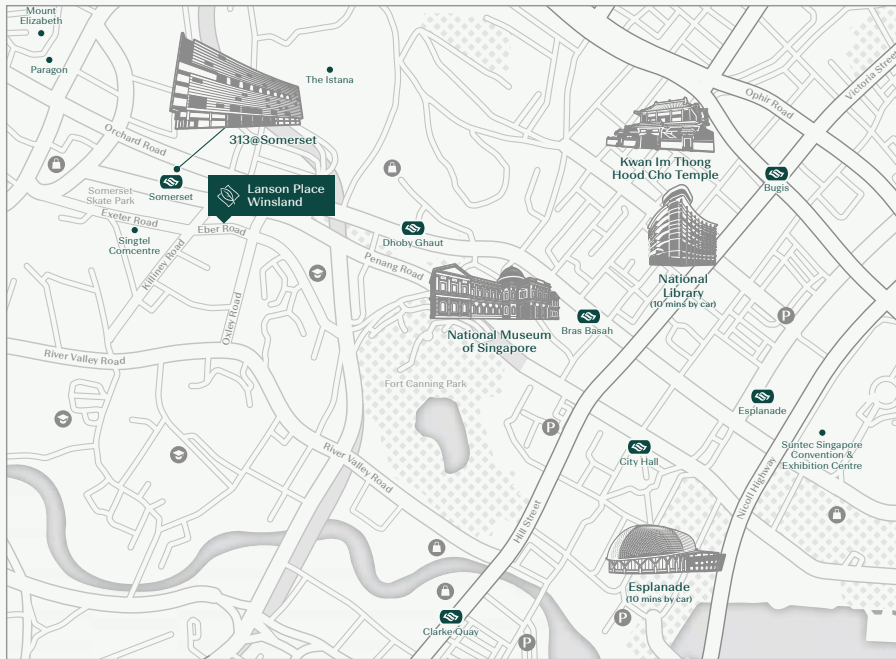 Mount
Elizabeth
Paragon
The Istana
313@Somerset
Orchard Road
Somerset
Somerset
Skate Park
Lanson Place
Winsland
Exeter Road
Eber Road
Singtel
Comcentre
Killiney Road
Oxley Road
Dhoby Ghaut
Penang Road
Ophir Road
Victoria Street
Kwan Im Thong
Hood Cho Temple
Bugis
National
Library
(10 mins by car)
P
National Museum
of Singapore
Bras Basah
River Valley Road
Fort Canning Park
P
Esplanade
City Hall
Suntec Singapore
Convention &
Exhibition Centre
River Valley Road
Hill Street
Nicoll Highway
Esplanade
(10 mins by car)
Clarke Quay
P
P